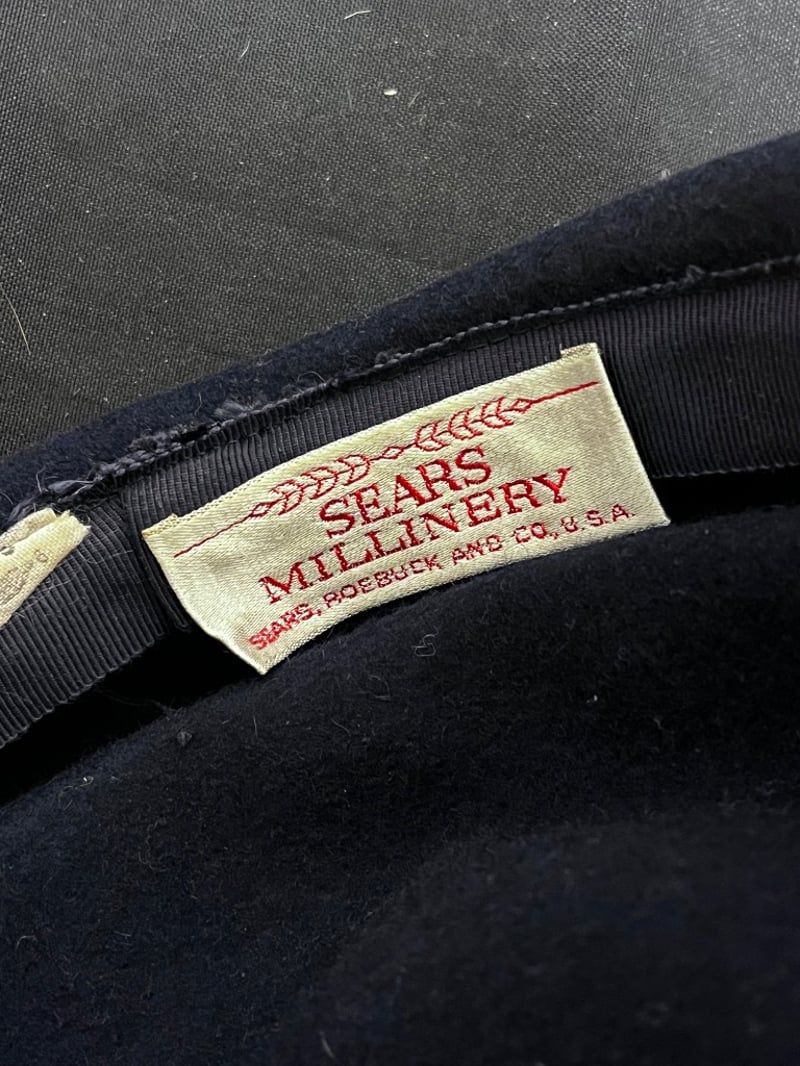 SEARS
MILLINERY
SEARS, ROEBUCK AND CO., U.S.A.